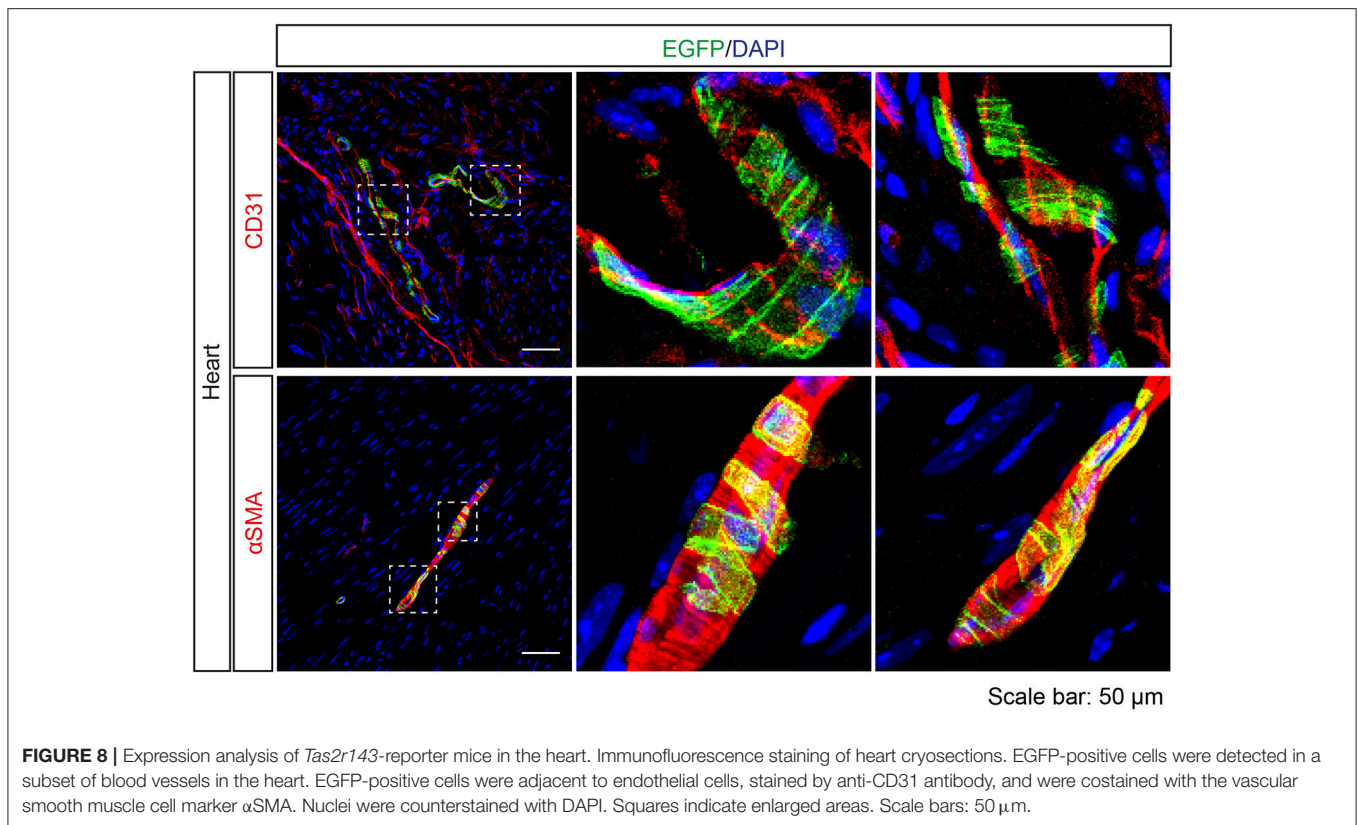 EGFP/DAPI
Heart
CD31
αSMA
Scale bar: 50 µm
FIGURE 8 | Expression analysis of Tas2r143-reporter mice in the heart. Immunofluorescence staining of heart cryosections. EGFP-positive cells were detected in a
subset of blood vessels in the heart. EGFP-positive cells were adjacent to endothelial cells, stained by anti-CD31 antibody, and were costained with the vascular
smooth muscle cell marker αSMA. Nuclei were counterstained with DAPI. Squares indicate enlarged areas. Scale bars: 50 µm.